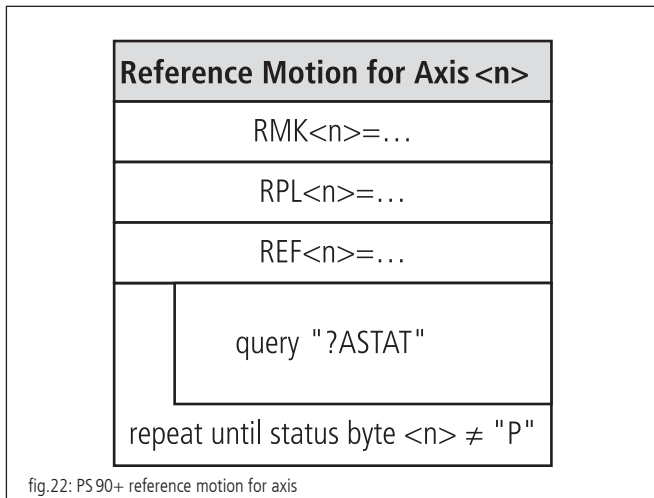 Reference Motion for Axis <n>
RMK<n>=...
RPL<n>=...
REF<n>=...
query "?ASTAT"
repeat until status byte <n> ≠ "P"
fig.22: PS 90+ reference motion for axis